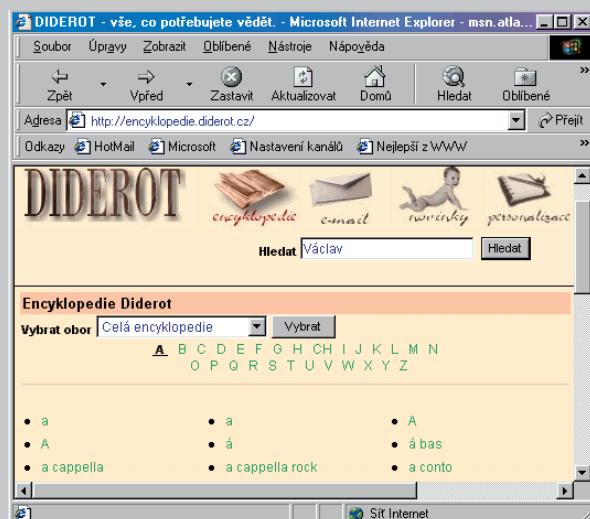 DIDEROT - vše, co potřebujete vědět. - Microsoft Internet Explorer - msn.atla...
Soubor Úpravy Zobrazit Oblíbené Nástroje Nápověda
Zpět Vpřed Zastavit Aktualizovat Domů Hledat Oblíbené »
Adresa http://encyklopedie.diderot.cz/ Přejít
Odkazy HotMail Microsoft Nastavení kanálů Nejlepší z WWW »
DIDEROT encyklopedie e-mail novinky personalizace
Hledat Václav Hledat
Encyklopedie Diderot
Vybrat obor Celá encyklopedie Vybrat
A B C D E F G H CH I J K L M N
O P Q R S T U V W X Y Z
a a A
A á á bas
a cappella a cappella rock a conto
Síť Internet